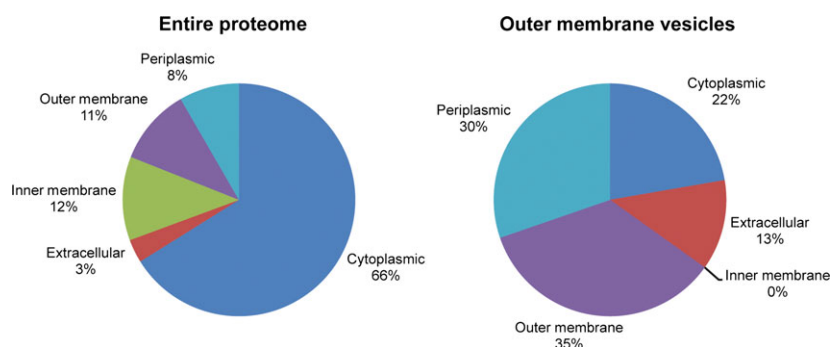 Entire proteome
Periplasmic
8%
Outer membrane
11%
Inner membrane
12%
Extracellular
3%
Cytoplasmic
66%
Outer membrane vesicles
Cytoplasmic
22%
Periplasmic
30%
Extracellular
13%
Inner membrane
0%
Outer membrane
35%